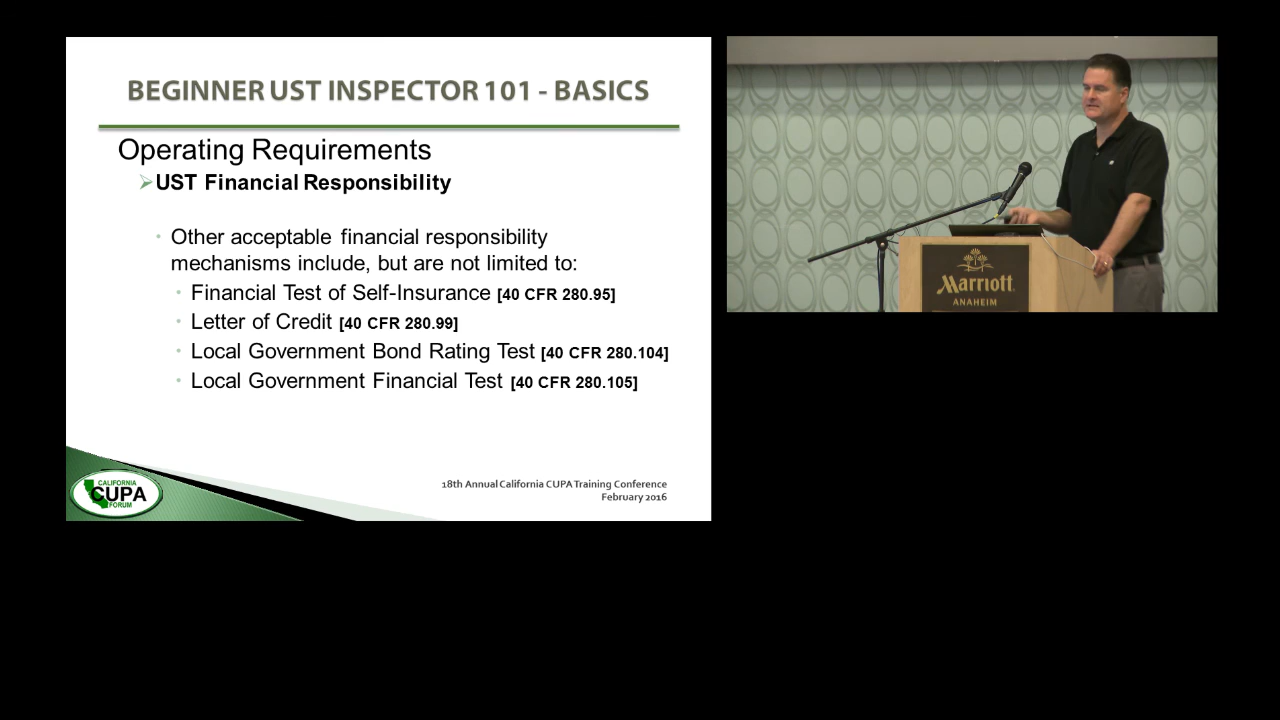 BEGINNER UST INSPECTOR 101 - BASICS
Operating Requirements
UST Financial Responsibility
Other acceptable financial responsibility
mechanisms include, but are not limited to:
Financial Test of Self-Insurance [40 CFR 280.95]
Letter of Credit [40 CFR 280.99]
Local Government Bond Rating Test [40 CFR 280.104]
Local Government Financial Test [40 CFR 280.105]
CALIFORNIA
CUPA
FORUM
18th Annual California CUPA Training Conference
February 2016
Marriott
ANAHEIM